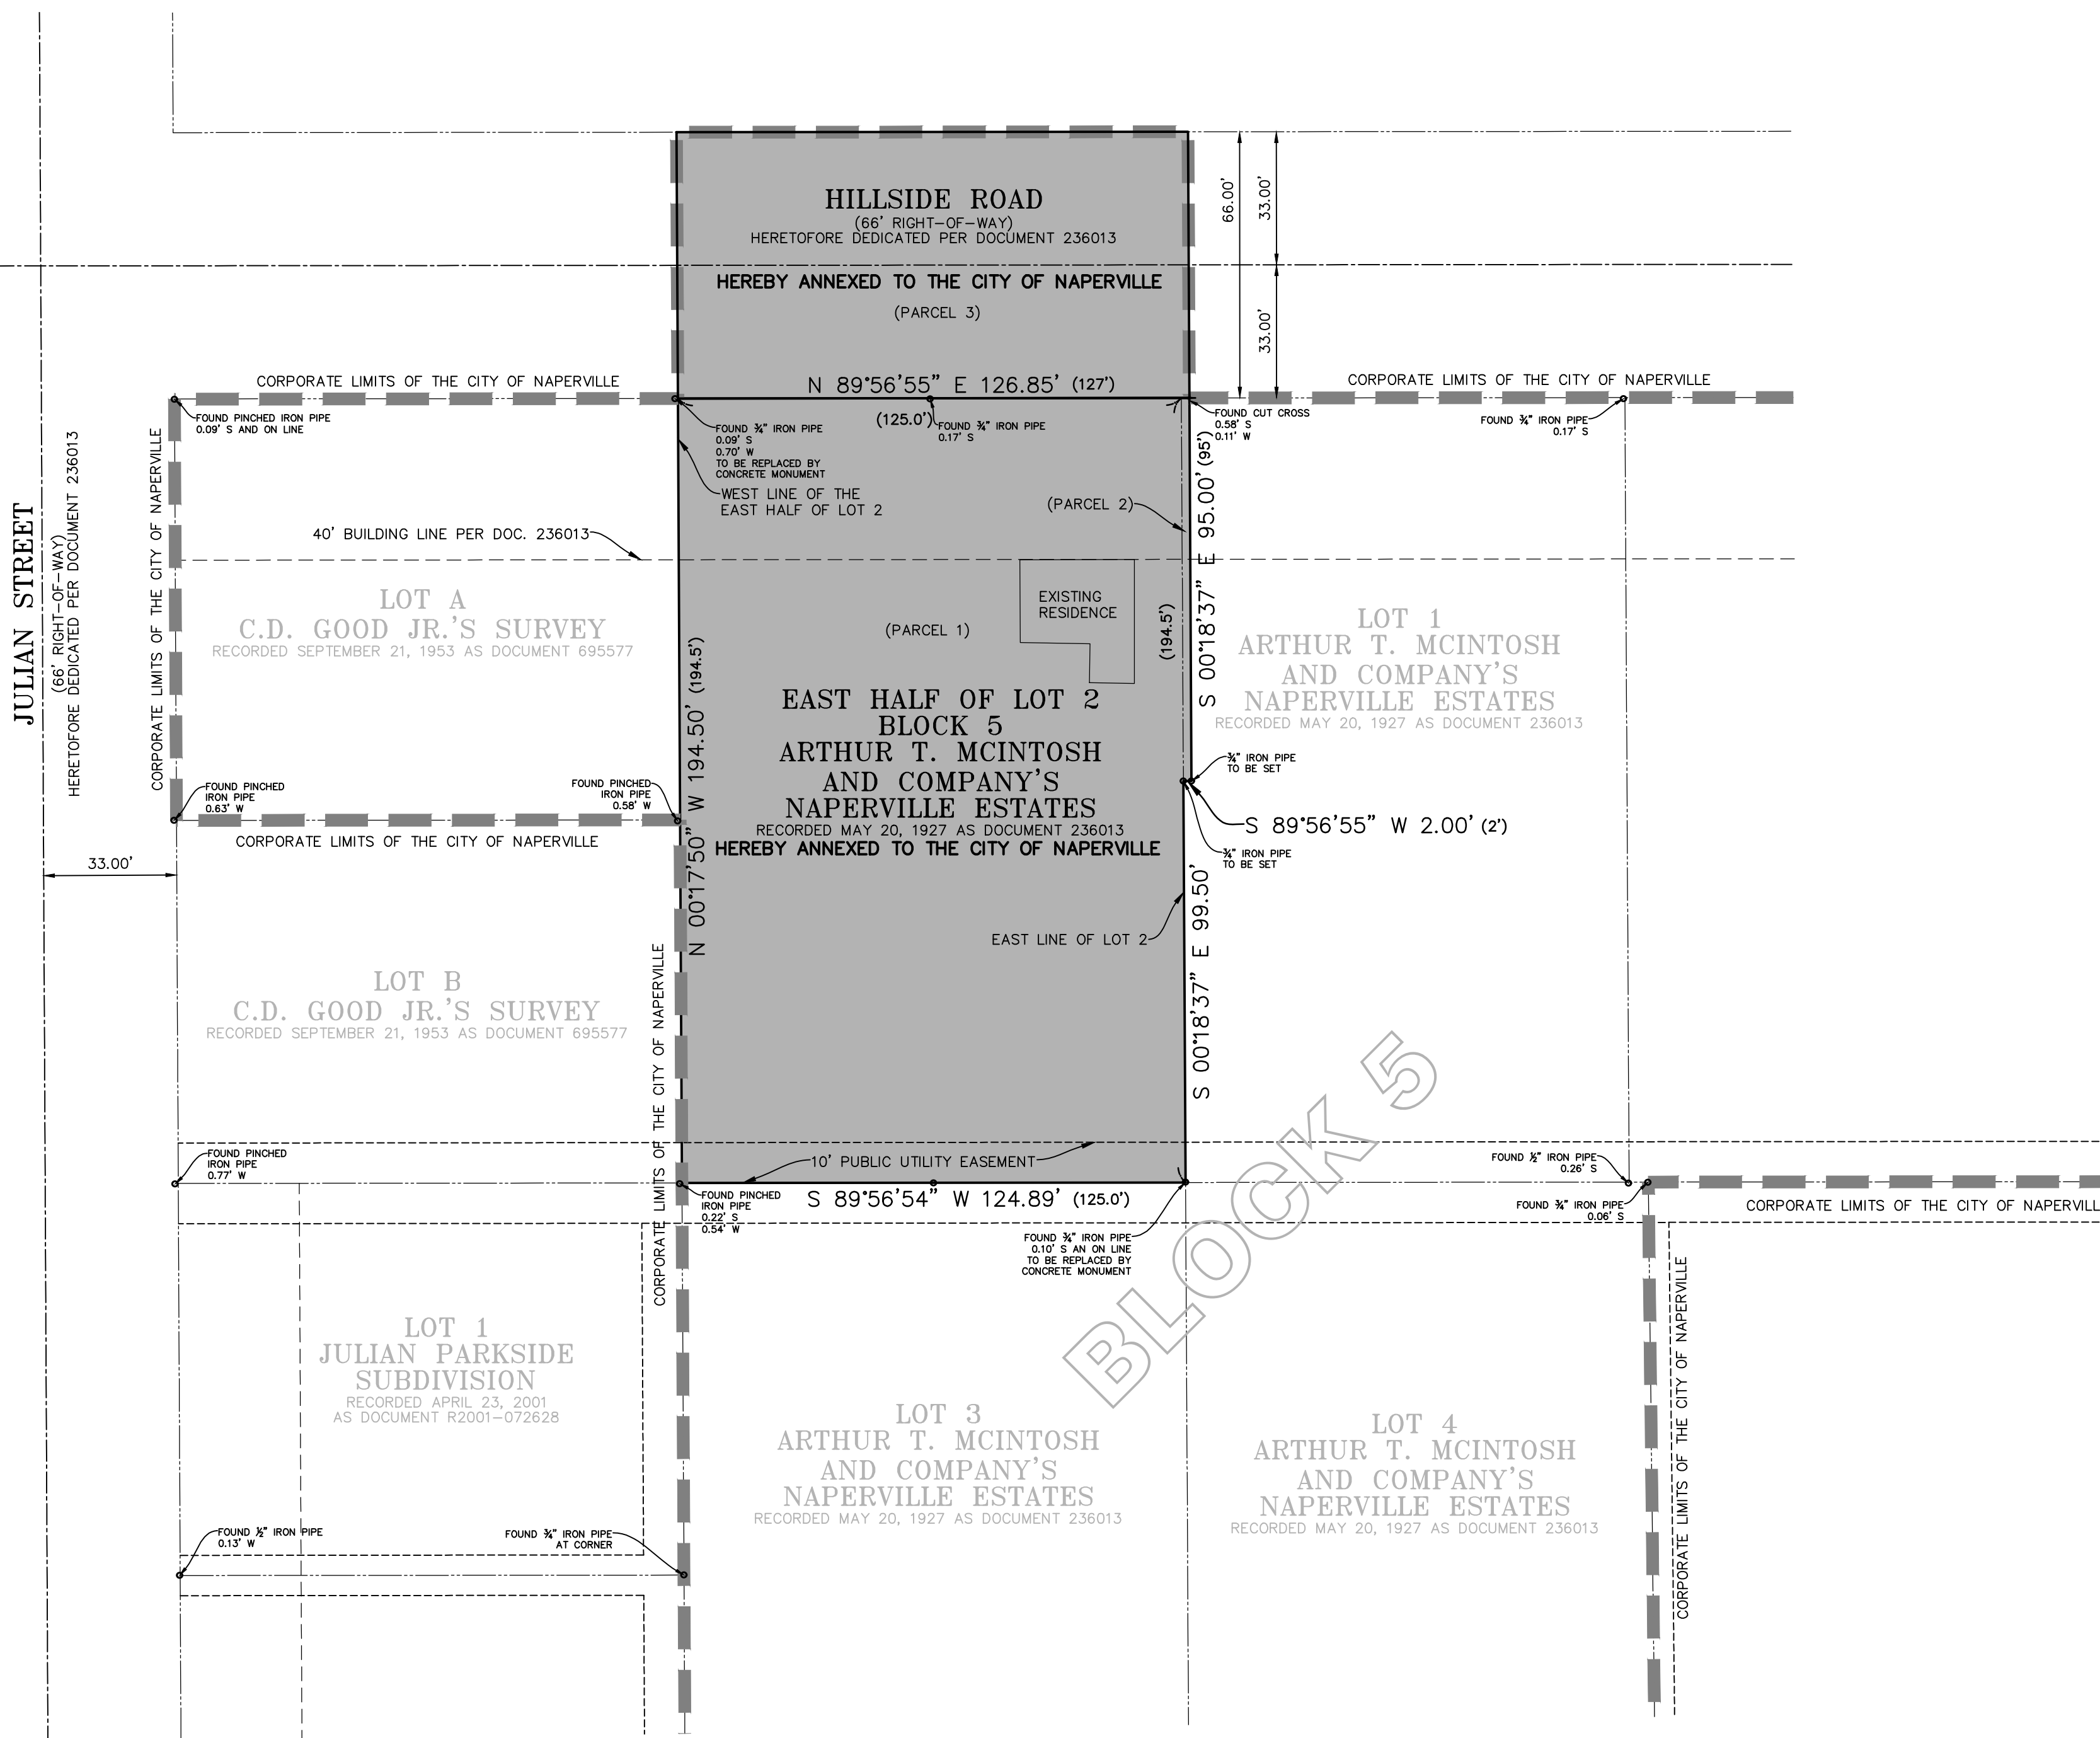 HILLSIDE ROAD
(66' RIGHT-OF-WAY)
HERETOFORE DEDICATED PER DOCUMENT 236013
HEREBY ANNEXED TO THE CITY OF NAPERVILLE
(PARCEL 3)
66.00'
33.00'
33.00'
N 89°56'55" E 126.85' (127')
(125.0')
CORPORATE LIMITS OF THE CITY OF NAPERVILLE
CORPORATE LIMITS OF THE CITY OF NAPERVILLE
FOUND PINCHED IRON PIPE
0.09' S AND ON LINE
FOUND ¾" IRON PIPE
0.09' S
0.70' W
TO BE REPLACED BY
CONCRETE MONUMENT
FOUND ¾" IRON PIPE
0.17' S
FOUND CUT CROSS
0.58' S
0.11' W
FOUND ¾" IRON PIPE
0.17' S
WEST LINE OF THE
EAST HALF OF LOT 2
(PARCEL 2)
S 00°18'37" E 95.00' (95')
40' BUILDING LINE PER DOC. 236013
JULIAN STREET
(66' RIGHT-OF-WAY)
HERETOFORE DEDICATED PER DOCUMENT 236013
CORPORATE LIMITS OF THE CITY OF NAPERVILLE
LOT A
C.D. GOOD JR.'S SURVEY
RECORDED SEPTEMBER 21, 1953 AS DOCUMENT 695577
EXISTING
RESIDENCE
(PARCEL 1)
(194.5')
LOT 1
ARTHUR T. MCINTOSH
AND COMPANY'S
NAPERVILLE ESTATES
RECORDED MAY 20, 1927 AS DOCUMENT 236013
N 00°17'50" W 194.50' (194.5')
EAST HALF OF LOT 2
BLOCK 5
ARTHUR T. MCINTOSH
AND COMPANY'S
NAPERVILLE ESTATES
RECORDED MAY 20, 1927 AS DOCUMENT 236013
HEREBY ANNEXED TO THE CITY OF NAPERVILLE
¾" IRON PIPE
TO BE SET
S 89°56'55" W 2.00' (2')
¾" IRON PIPE
TO BE SET
FOUND PINCHED
IRON PIPE
0.63' W
FOUND PINCHED
IRON PIPE
0.58' W
CORPORATE LIMITS OF THE CITY OF NAPERVILLE
33.00'
EAST LINE OF LOT 2
S 00°18'37" E 99.50'
LOT B
C.D. GOOD JR.'S SURVEY
RECORDED SEPTEMBER 21, 1953 AS DOCUMENT 695577
CORPORATE LIMITS OF THE CITY OF NAPERVILLE
BLOCK 5
FOUND PINCHED
IRON PIPE
0.77' W
10' PUBLIC UTILITY EASEMENT
FOUND PINCHED
IRON PIPE
0.22' S
0.54' W
S 89°56'54" W 124.89' (125.0')
FOUND ¾" IRON PIPE
0.10' S AN ON LINE
TO BE REPLACED BY
CONCRETE MONUMENT
FOUND ½" IRON PIPE
0.26' S
FOUND ¾" IRON PIPE
0.06' S
CORPORATE LIMITS OF THE CITY OF NAPERVILL
CORPORATE LIMITS OF THE CITY OF NAPERVILLE
LOT 1
JULIAN PARKSIDE
SUBDIVISION
RECORDED APRIL 23, 2001
AS DOCUMENT R2001-072628
LOT 3
ARTHUR T. MCINTOSH
AND COMPANY'S
NAPERVILLE ESTATES
RECORDED MAY 20, 1927 AS DOCUMENT 236013
LOT 4
ARTHUR T. MCINTOSH
AND COMPANY'S
NAPERVILLE ESTATES
RECORDED MAY 20, 1927 AS DOCUMENT 236013
FOUND ½" IRON PIPE
0.13' W
FOUND ¾" IRON PIPE
AT CORNER